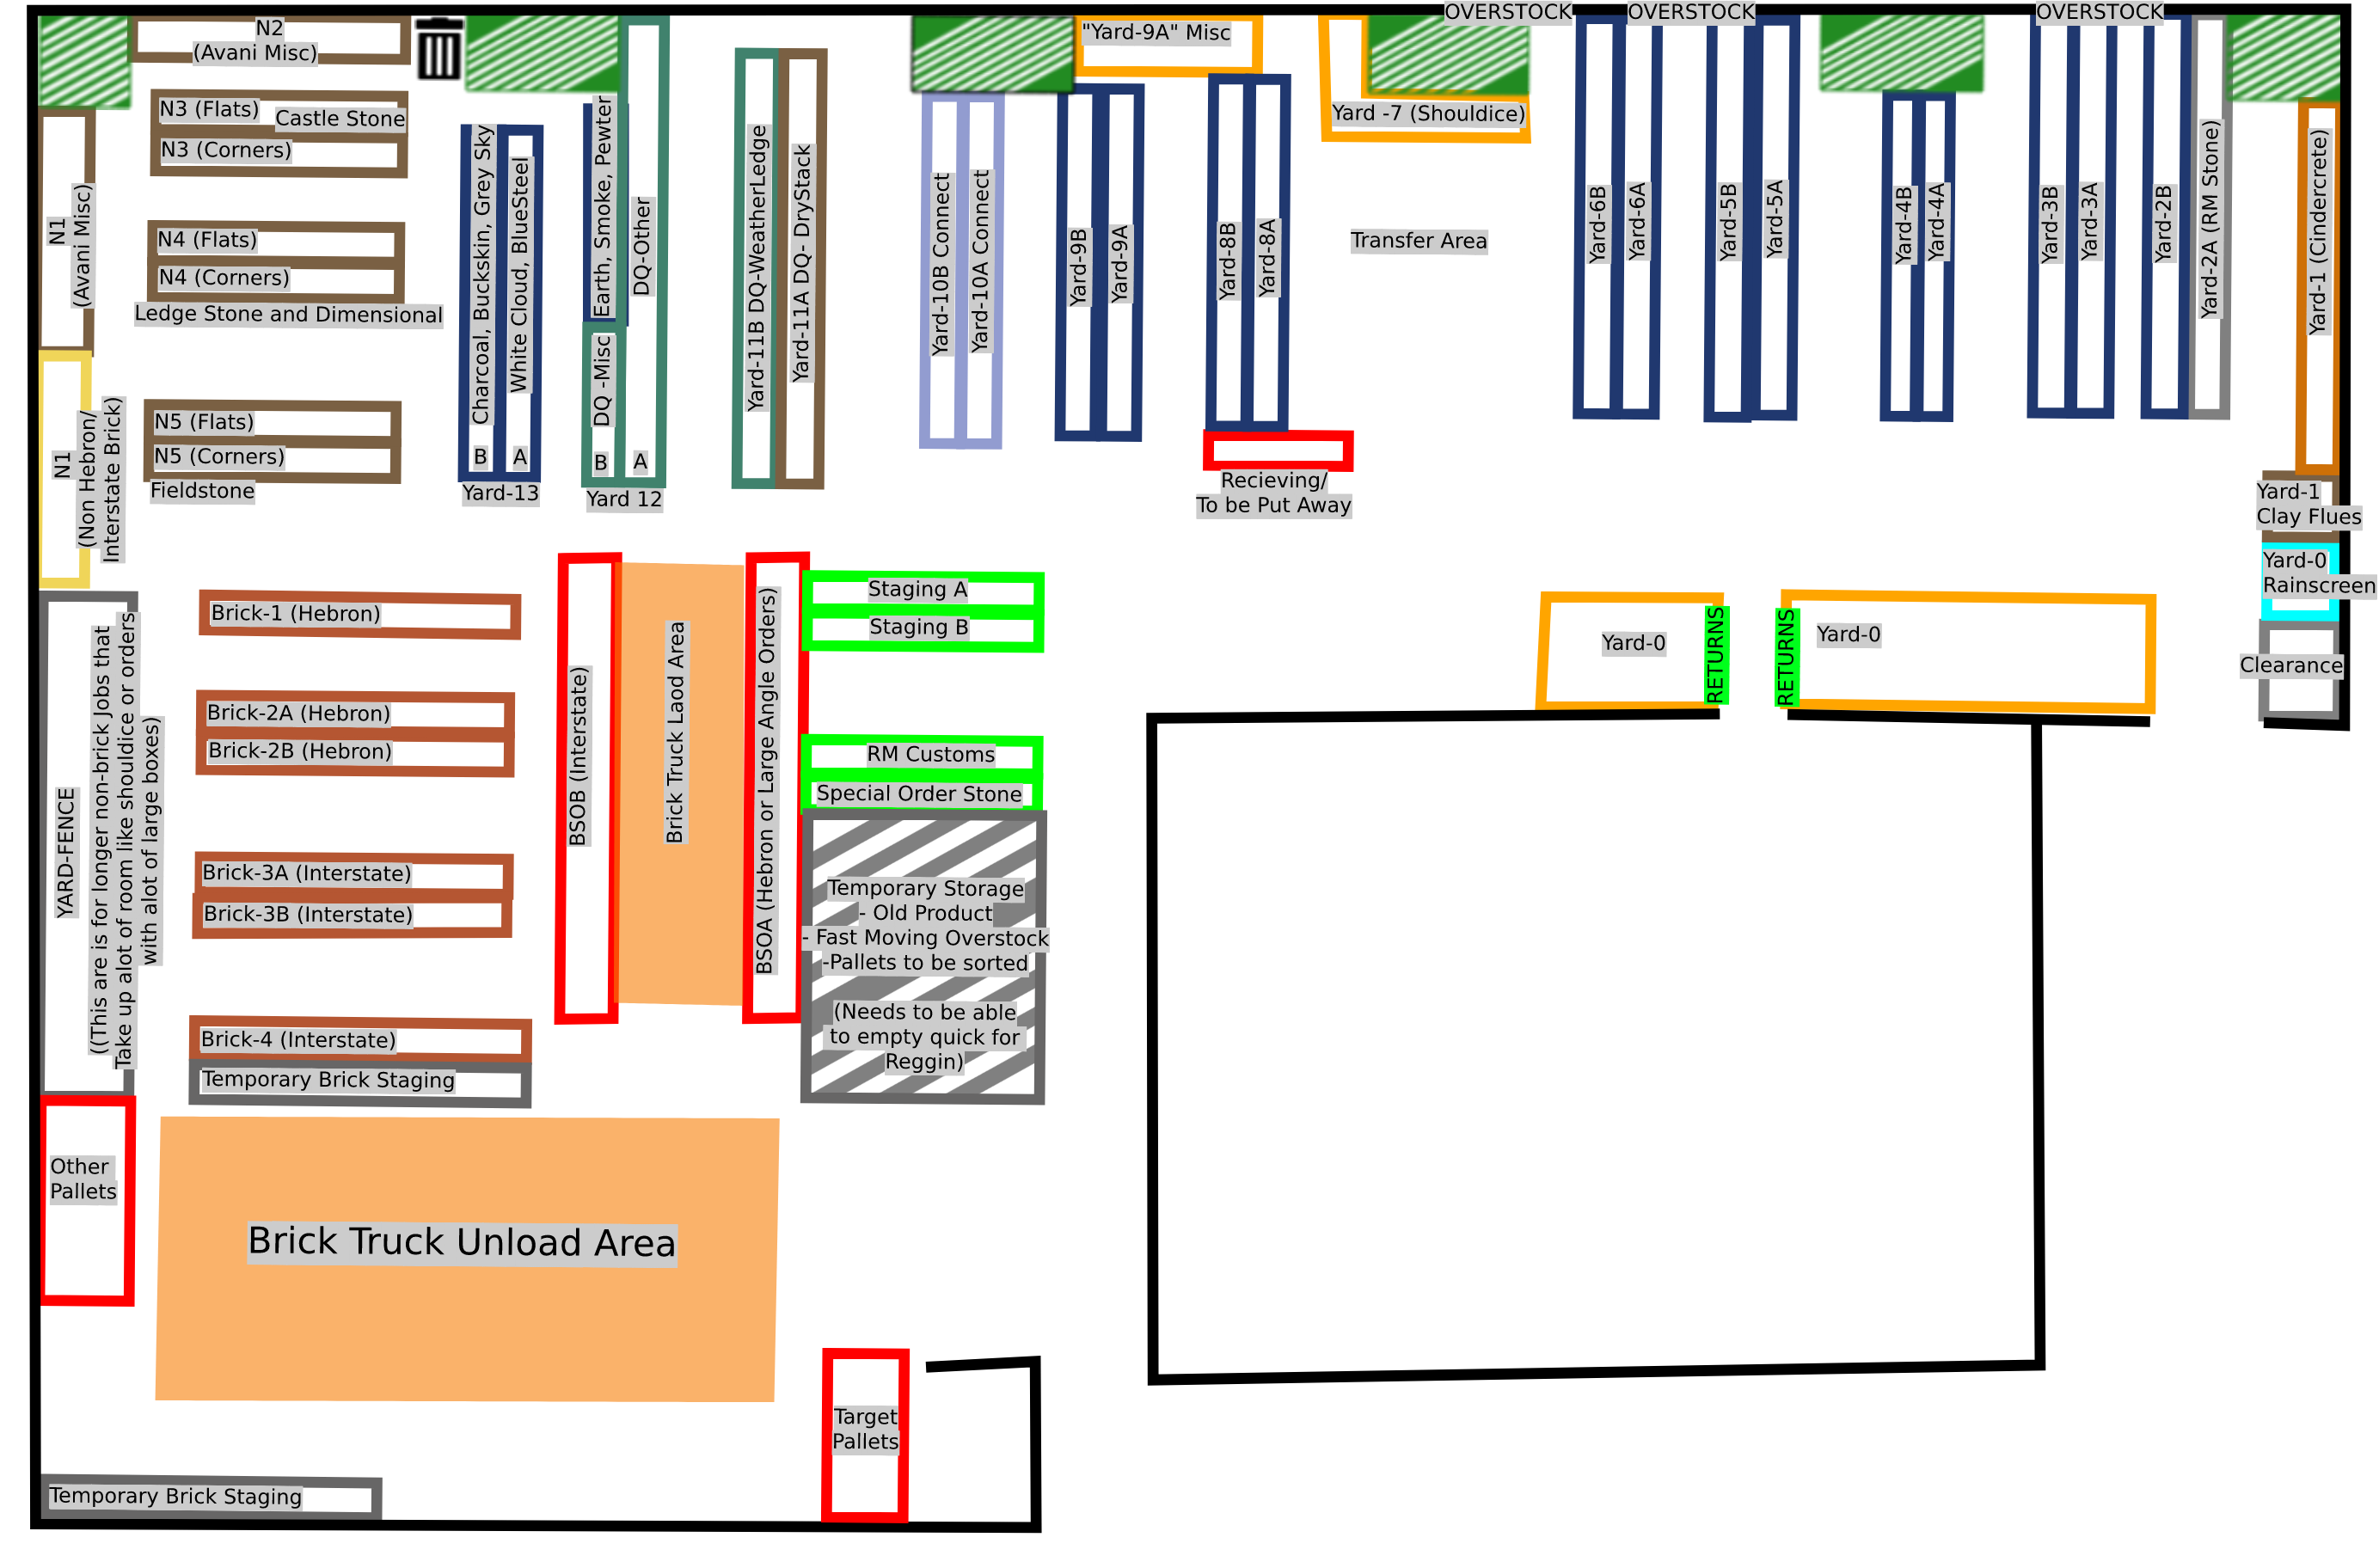 OVERSTOCK
OVERSTOCK
OVERSTOCK
N2
(Avani Misc)
"Yard-9A" Misc
N3 (Flats)
Castle Stone
N3 (Corners)
Yard -7 (Shouldice)
N1
(Avani Misc)
N4 (Flats)
N4 (Corners)
Ledge Stone and Dimensional
Charcoal, Buckskin, Grey Sky
White Cloud, BlueSteel
B
A
Yard-13
Earth, Smoke, Pewter
DQ-Other
DQ -Misc
B
A
Yard 12
Yard-11B DQ-WeatherLedge
Yard-11A DQ- DryStack
Yard-10B Connect
Yard-10A Connect
Yard-9B
Yard-9A
Yard-8B
Yard-8A
Transfer Area
Yard-6B
Yard-6A
Yard-5B
Yard-5A
Yard-4B
Yard-4A
Yard-3B
Yard-3A
Yard-2B
Yard-2A (RM Stone)
Yard-1 (Cindercrete)
N1
(Non Hebron/
Interstate Brick)
N5 (Flats)
N5 (Corners)
Fieldstone
Recieving/
To be Put Away
Yard-1
Clay Flues
Yard-0
Rainscreen
Clearance
Brick-1 (Hebron)
Brick-2A (Hebron)
Brick-2B (Hebron)
Brick-3A (Interstate)
Brick-3B (Interstate)
Brick-4 (Interstate)
Temporary Brick Staging
YARD-FENCE
((This are is for longer non-brick Jobs that
Take up alot of room like shouldice or orders
with alot of large boxes)
BSOB (Interstate)
Brick Truck Laod Area
BSOA (Hebron or Large Angle Orders)
Staging A
Staging B
RM Customs
Special Order Stone
Temporary Storage
- Old Product
- Fast Moving Overstock
-Pallets to be sorted
(Needs to be able
to empty quick for
Reggin)
Yard-0
RETURNS
RETURNS
Yard-0
Other
Pallets
Brick Truck Unload Area
Target
Pallets
Temporary Brick Staging